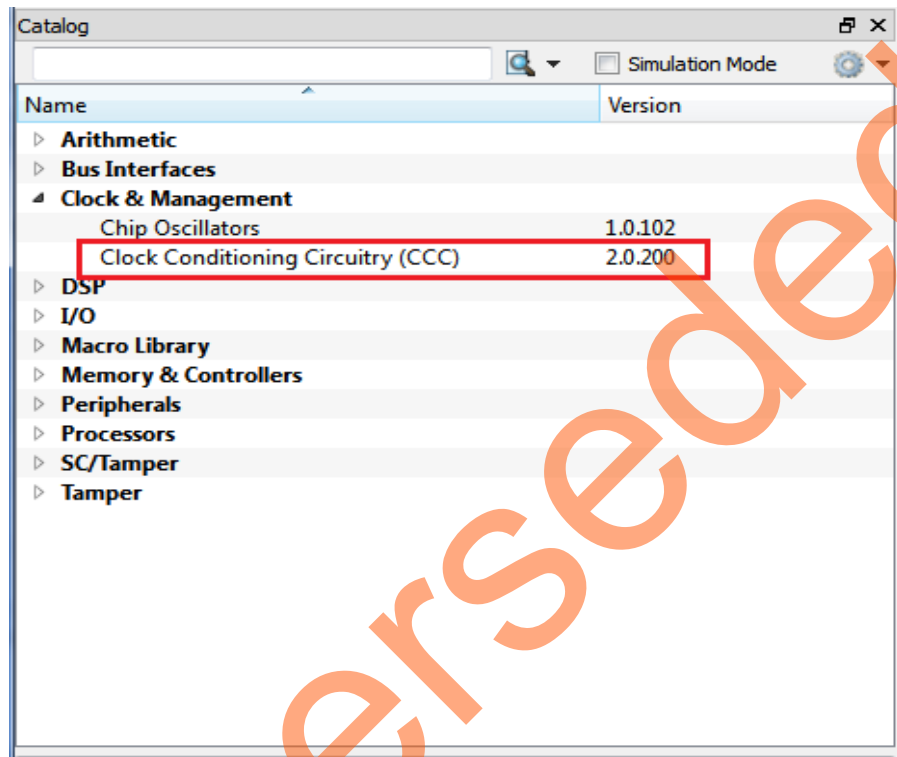 Catalog
Simulation Mode
Name Version
Arithmetic
Bus Interfaces
Clock & Management
Chip Oscillators 1.0.102
Clock Conditioning Circuitry (CCC) 2.0.200
DSP
I/O
Macro Library
Memory & Controllers
Peripherals
Processors
SC/Tamper
Tamper
ersede